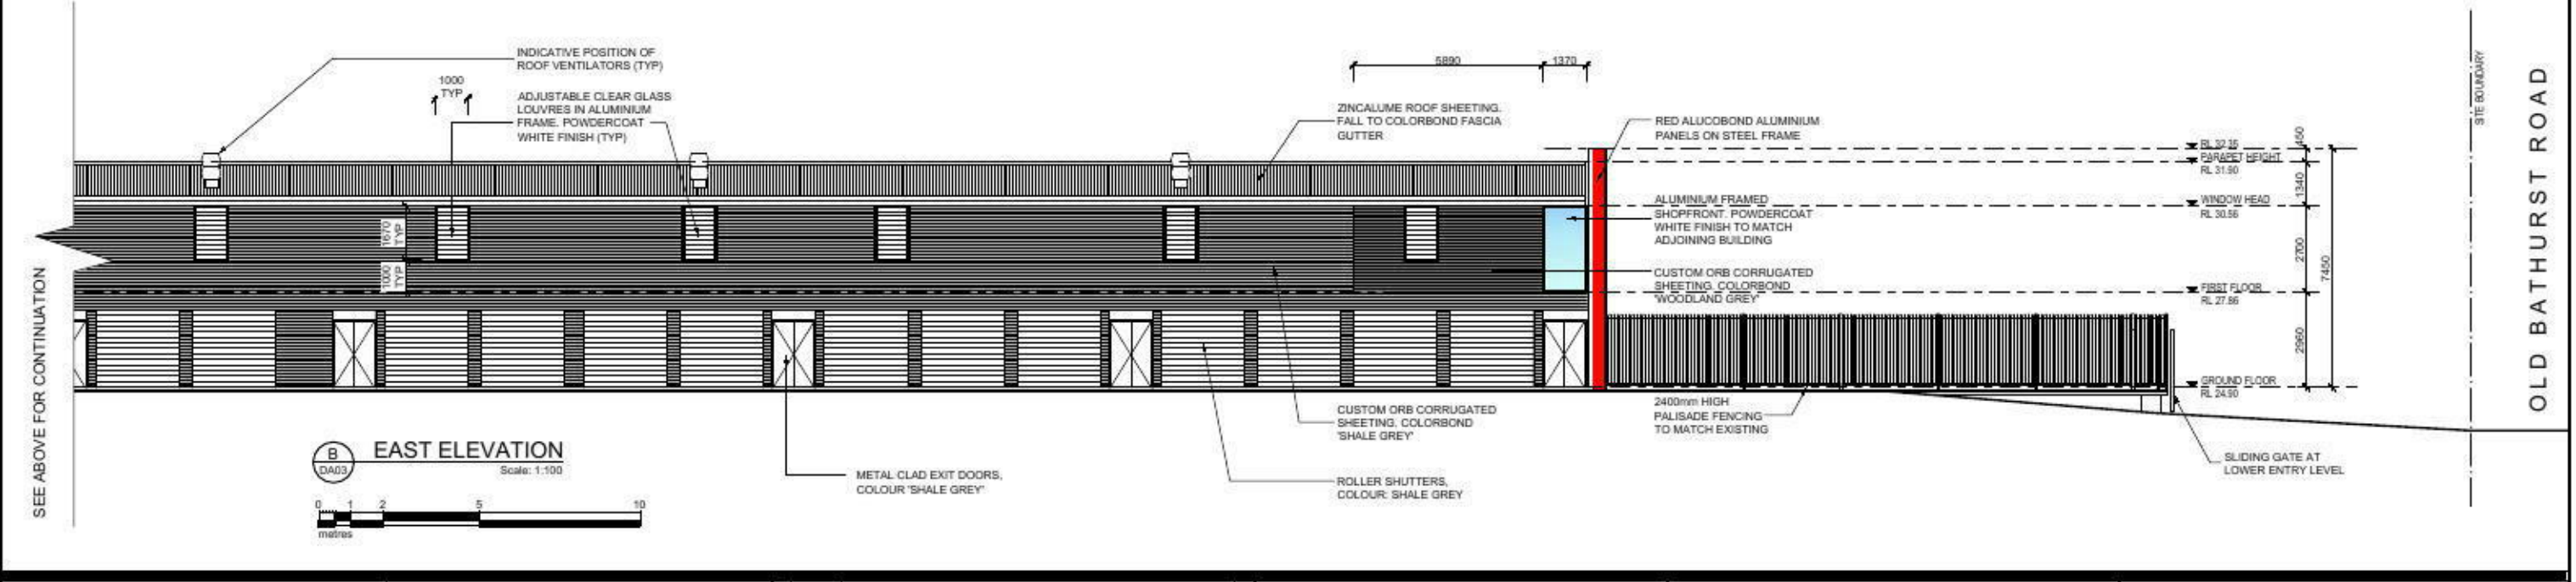 INDICATIVE POSITION OF
ROOF VENTILATORS (TYP)
1000
TYP
ADJUSTABLE CLEAR GLASS
LOUVRES IN ALUMINIUM
FRAME. POWDERCOAT
WHITE FINISH (TYP)
5890
1370
ZINCALUME ROOF SHEETING.
FALL TO COLORBOND FASCIA
GUTTER
RED ALUCOBOND ALUMINIUM
PANELS ON STEEL FRAME
ALUMINIUM FRAMED
SHOPFRONT. POWDERCOAT
WHITE FINISH TO MATCH
ADJOINING BUILDING
CUSTOM ORB CORRUGATED
SHEETING. COLORBOND
'WOODLAND GREY'
1670
TYP
1000
TYP
RL 32.35
PARAPET HEIGHT
RL 31.90
WINDOW HEAD
RL 30.56
FIRST FLOOR
RL 27.86
GROUND FLOOR
RL 24.90
450
1340
2700
2960
7450
SITE BOUNDARY
OLD BATHURST ROAD
SEE ABOVE FOR CONTINUATION
2400mm HIGH
PALISADE FENCING
TO MATCH EXISTING
SLIDING GATE AT
LOWER ENTRY LEVEL
CUSTOM ORB CORRUGATED
SHEETING. COLORBOND
'SHALE GREY'
ROLLER SHUTTERS,
COLOUR: SHALE GREY
METAL CLAD EXIT DOORS,
COLOUR 'SHALE GREY'
B
DA03
EAST ELEVATION
Scale: 1:100
0 1 2 5 10
metres